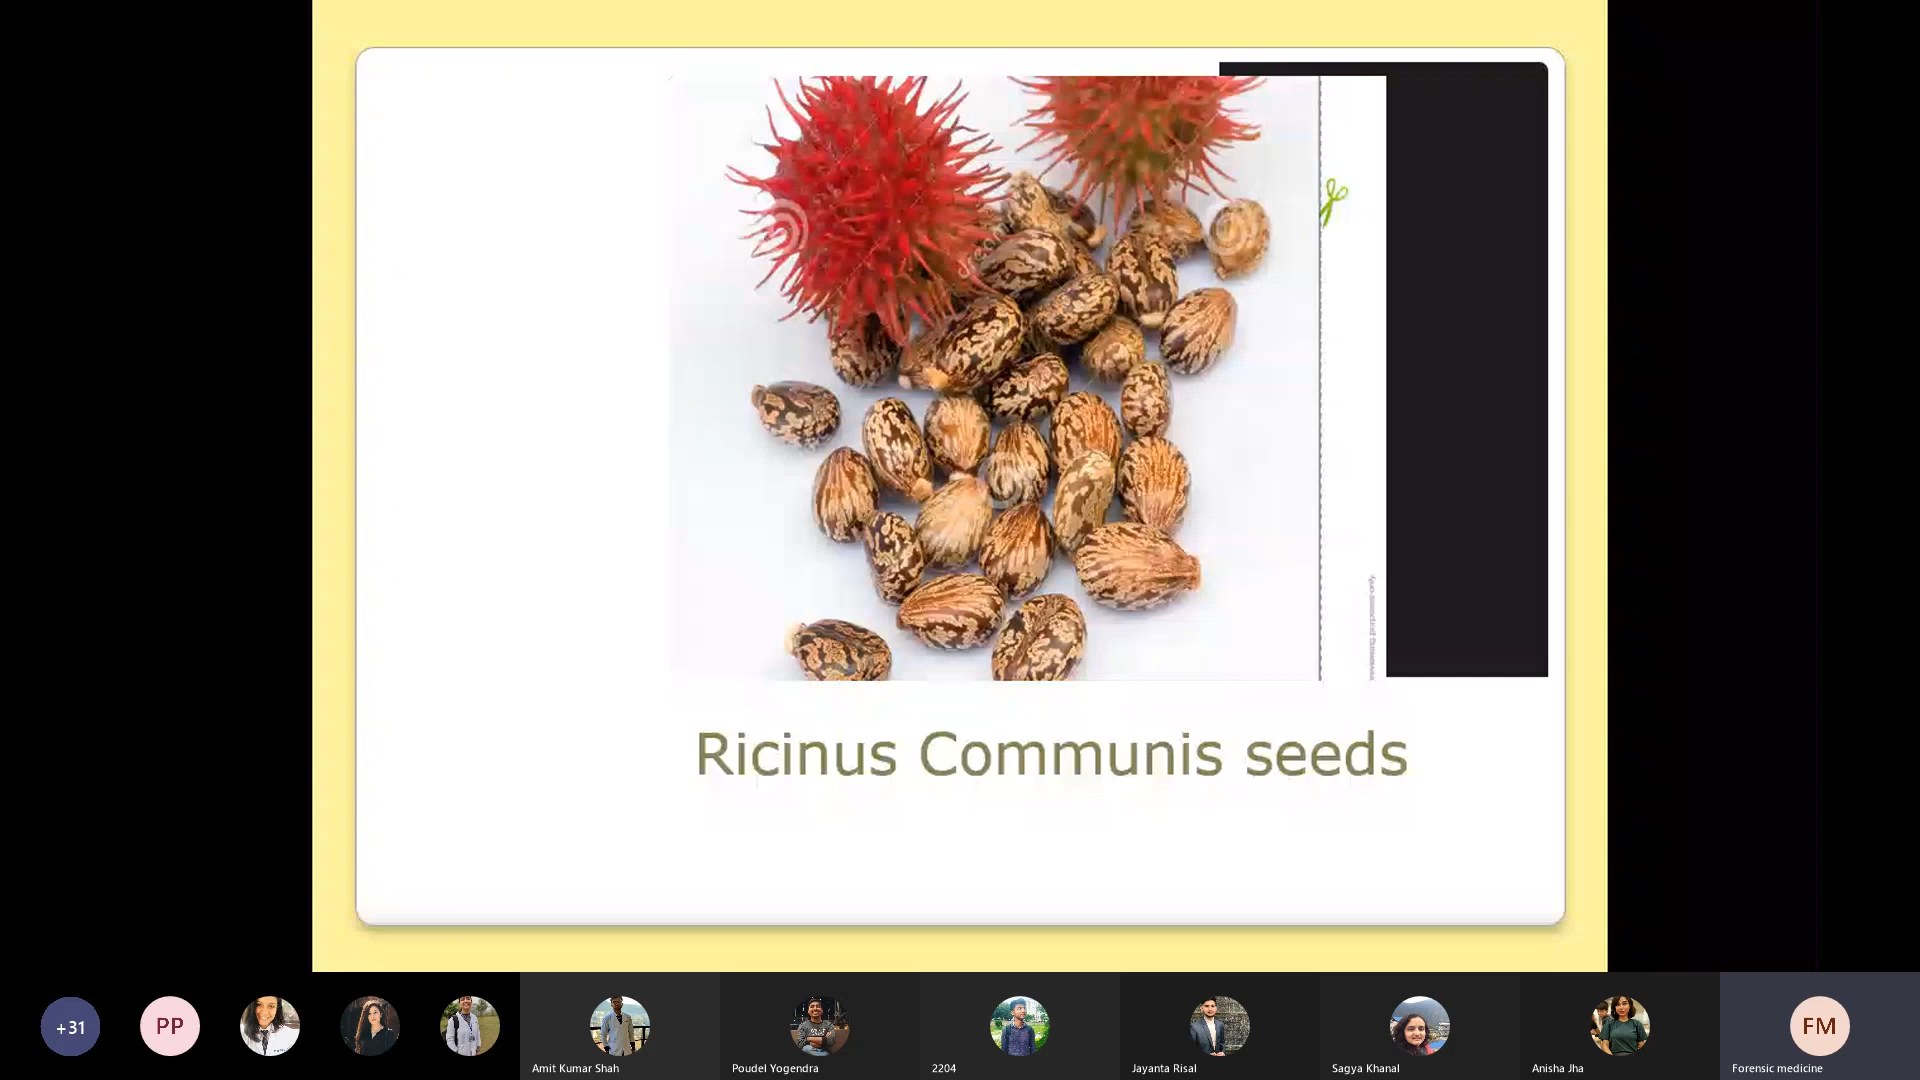 Ricinus Communis seeds
+31
PP
FM
Amit Kumar Shah
Poudel Yogendra
2204
Jayanta Risal
Sagya Khanal
Anisha Jha
Forensic medicine